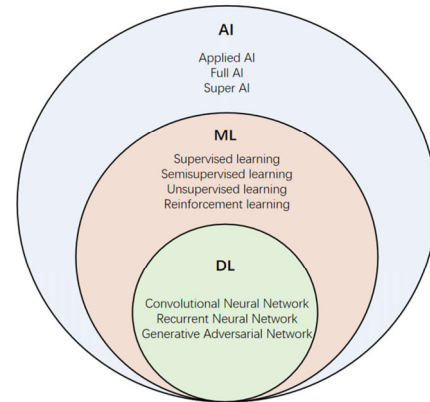 AI
Applied AI
Full AI
Super AI
ML
Supervised learning
Semisupervised learning
Unsupervised learning
Reinforcement learning
DL
Convolutional Neural Network
Recurrent Neural Network
Generative Adversarial Network